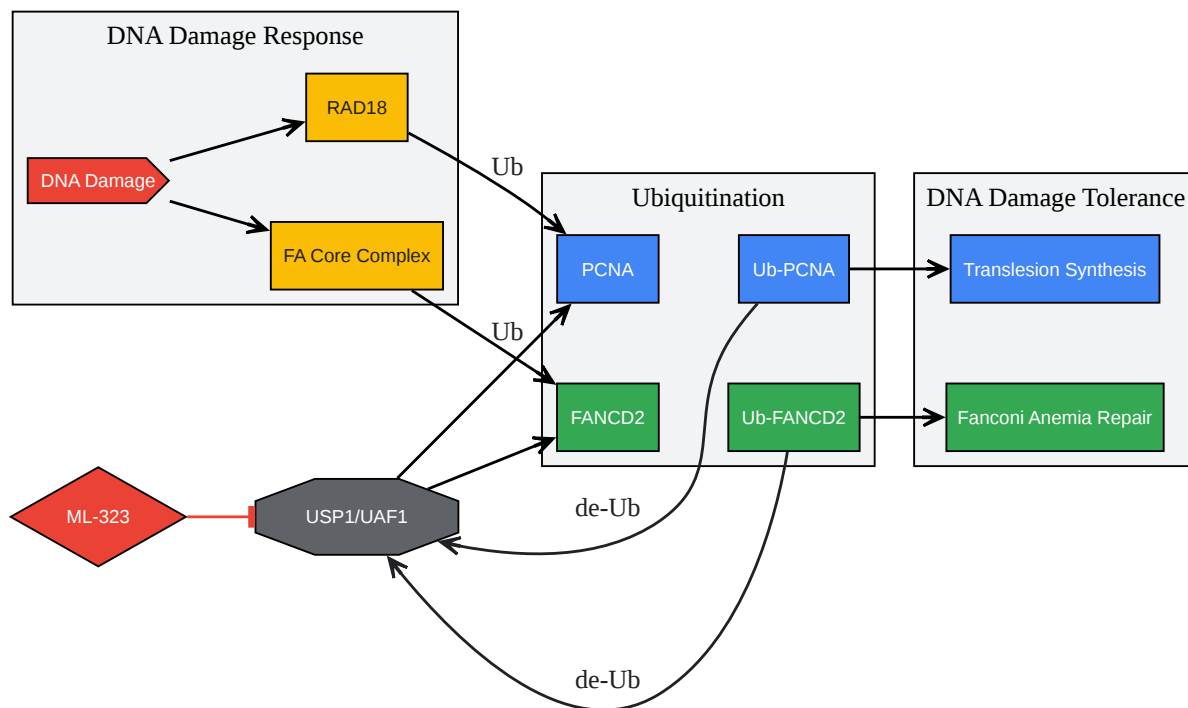 DNA Damage Response
RAD18
DNA Damage
FA Core Complex
Ub
Ub
Ubiquitination
PCNA
Ub-PCNA
FANCD2
Ub-FANCD2
DNA Damage Tolerance
Translesion Synthesis
Fanconi Anemia Repair
ML-323
USP1/UAF1
de-Ub
de-Ub